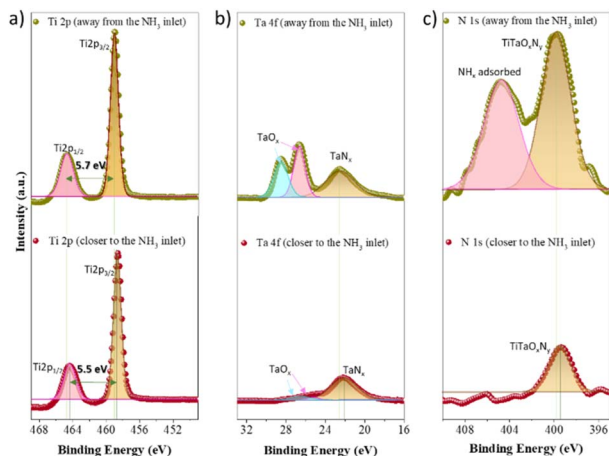 a)
Ti 2p (away from the NH₃ inlet)
Ti2p₃/₂
Ti2p₁/₂
5.7 eV
Ti 2p (closer to the NH₃ inlet)
Ti2p₃/₂
Ti2p₁/₂
5.5 eV
468 464 460 456 452
Binding Energy (eV)
Intensity (a.u.)
b)
Ta 4f (away from the NH₃ inlet)
TaOₓ
TaNₓ
Ta 4f (closer to the NH₃ inlet)
TaOₓ
TaNₓ
33 28 24 20 16
Binding Energy (eV)
c)
N 1s (away from the NH₃ inlet)
TiTaOₓNᵧ
NHₓ adsorbed
N 1s (closer to the NH₃ inlet)
TiTaOₓNᵧ
408 404 400 396
Binding Energy (eV)